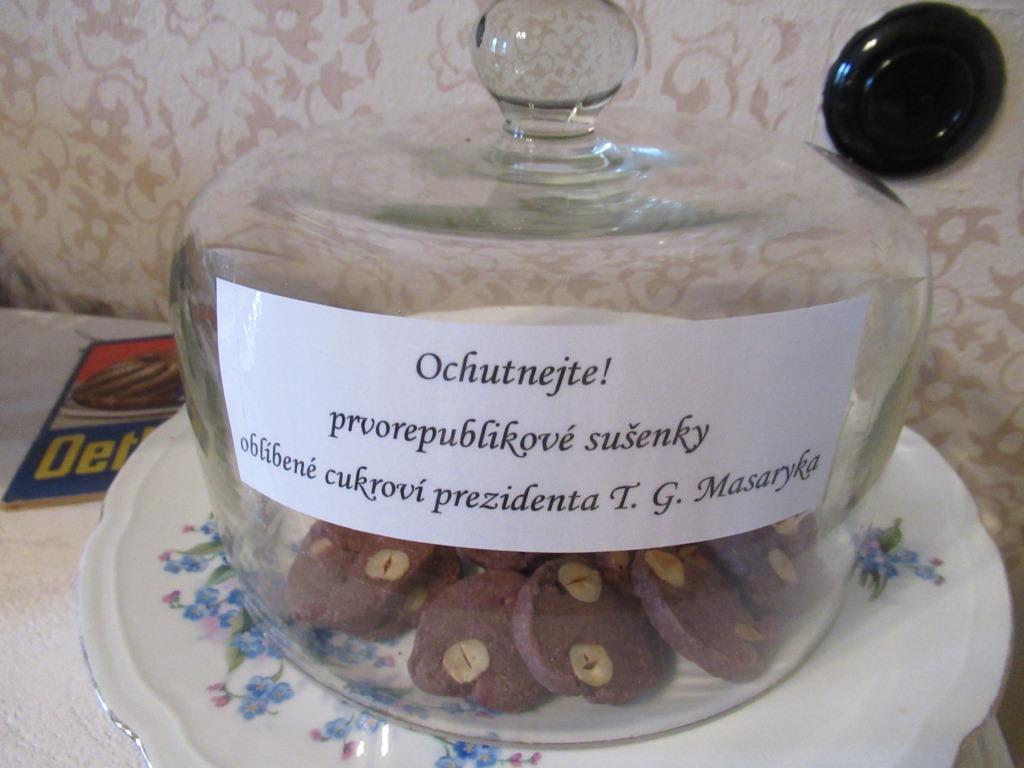 Ochutnejte!
prvorepublikové sušenky
oblíbené cukroví prezidenta T. G. Masaryka